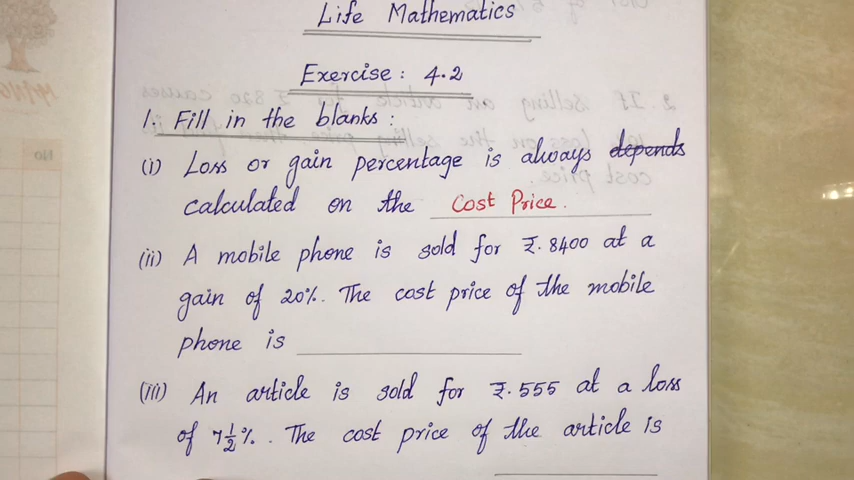 Life Mathematics
Exercise : 4.2
1. Fill in the blanks :
(i) Loss or gain percentage is always depends
calculated on the Cost Price.
(ii) A mobile phone is sold for ₹. 8400 at a
gain of 20%. The cost price of the mobile
phone is
(iii) An article is sold for ₹. 555 at a loss
of 7½%. The cost price of the article is
No